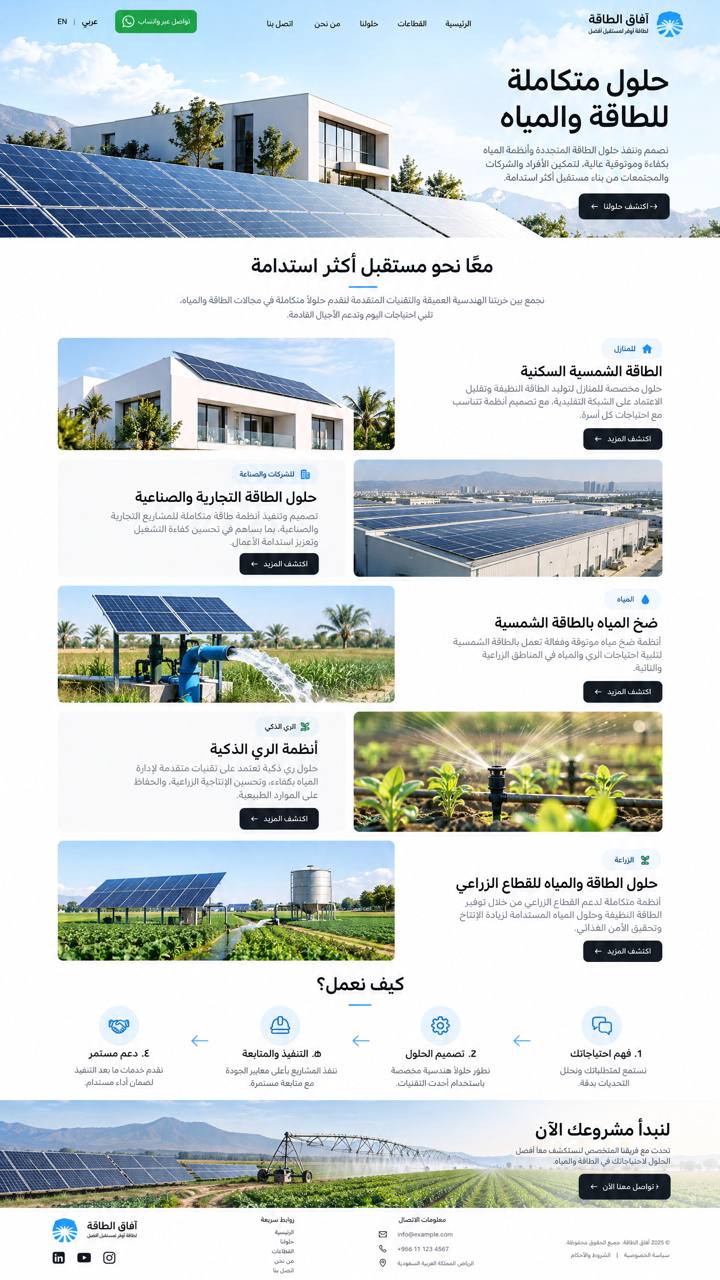 آفاق الطاقة
لطاقة أوفر لمستقبل أفضل
الرئيسية
القطاعات
حلولنا
من نحن
اتصل بنا
تواصل عبر واتساب
عربي | EN
حلول متكاملة
للطاقة والمياه
نصمم وننفذ حلول الطاقة المتجددة وأنظمة المياه
بكفاءة وموثوقية عالية، لتمكين الأفراد والشركات
والمجتمعات من بناء مستقبل أكثر استدامة.
اكتشف حلولنا ←
معًا نحو مستقبل أكثر استدامة
نجمع بين خبرتنا الهندسية العميقة والتقنيات المتقدمة لنقدم حلولاً متكاملة في مجالات الطاقة والمياه،
تلبي احتياجات اليوم وتدعم الأجيال القادمة.
للمنازل
الطاقة الشمسية السكنية
حلول مخصصة للمنازل لتوليد الطاقة النظيفة وتقليل
الاعتماد على الشبكة التقليدية، مع تصميم أنظمة تتناسب
مع احتياجات كل أسرة.
اكتشف المزيد ←
للشركات والصناعة
حلول الطاقة التجارية والصناعية
تصميم وتنفيذ أنظمة طاقة متكاملة للمشاريع التجارية
والصناعية، بما يساهم في تحسين كفاءة التشغيل
وتعزيز استدامة الأعمال.
اكتشف المزيد ←
المياه
ضخ المياه بالطاقة الشمسية
أنظمة ضخ مياه موثوقة وفعالة تعمل بالطاقة الشمسية
لتلبية احتياجات الري والمياه في المناطق الزراعية
والنائية.
اكتشف المزيد ←
الري الذكي
أنظمة الري الذكية
حلول ري ذكية تعتمد على تقنيات متقدمة لإدارة
المياه بكفاءة، وتحسين الإنتاجية الزراعية، والحفاظ
على الموارد الطبيعية.
اكتشف المزيد ←
الزراعة
حلول الطاقة والمياه للقطاع الزراعي
أنظمة متكاملة لدعم القطاع الزراعي من خلال توفير
الطاقة النظيفة وحلول المياه المستدامة لزيادة الإنتاج
وتحقيق الأمن الغذائي.
اكتشف المزيد ←
كيف نعمل؟
1. فهم احتياجاتك
نستمع لمتطلباتك ونحلل
التحديات بدقة.
2. تصميم الحلول
نطور حلولاً هندسية مخصصة
باستخدام أحدث التقنيات.
التنفيذ والمتابعة
ننفذ المشاريع بأعلى معايير الجودة
مع متابعة مستمرة.
٤. دعم مستمر
نقدم خدمات ما بعد التنفيذ
لضمان أداء مستدام.
لنبدأ مشروعك الآن
تحدث مع فريقنا المتخصص لنستكشف معاً أفضل
الحلول لاحتياجاتك في الطاقة والمياه.
تواصل معنا الآن ←
آفاق الطاقة
لطاقة أوفر لمستقبل أفضل
روابط سريعة
الرئيسية
حلولنا
القطاعات
من نحن
اتصل بنا
معلومات الاتصال
info@example.com
+966 11 123 4567
الرياض المملكة العربية السعودية
© 2025 آفاق الطاقة. جميع الحقوق محفوظة.
سياسة الخصوصية | الشروط والأحكام